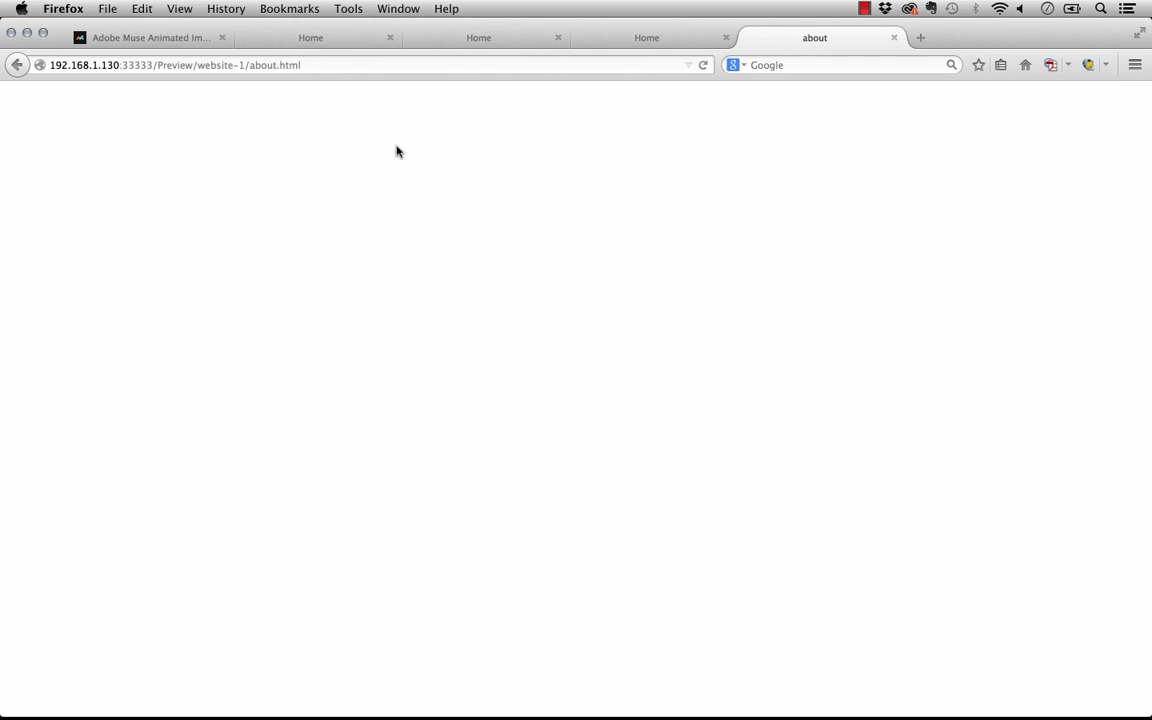 Firefox File Edit View History Bookmarks Tools Window Help
Adobe Muse Animated Im... Home Home Home about
192.168.1.130:33333/Preview/website-1/about.html Google